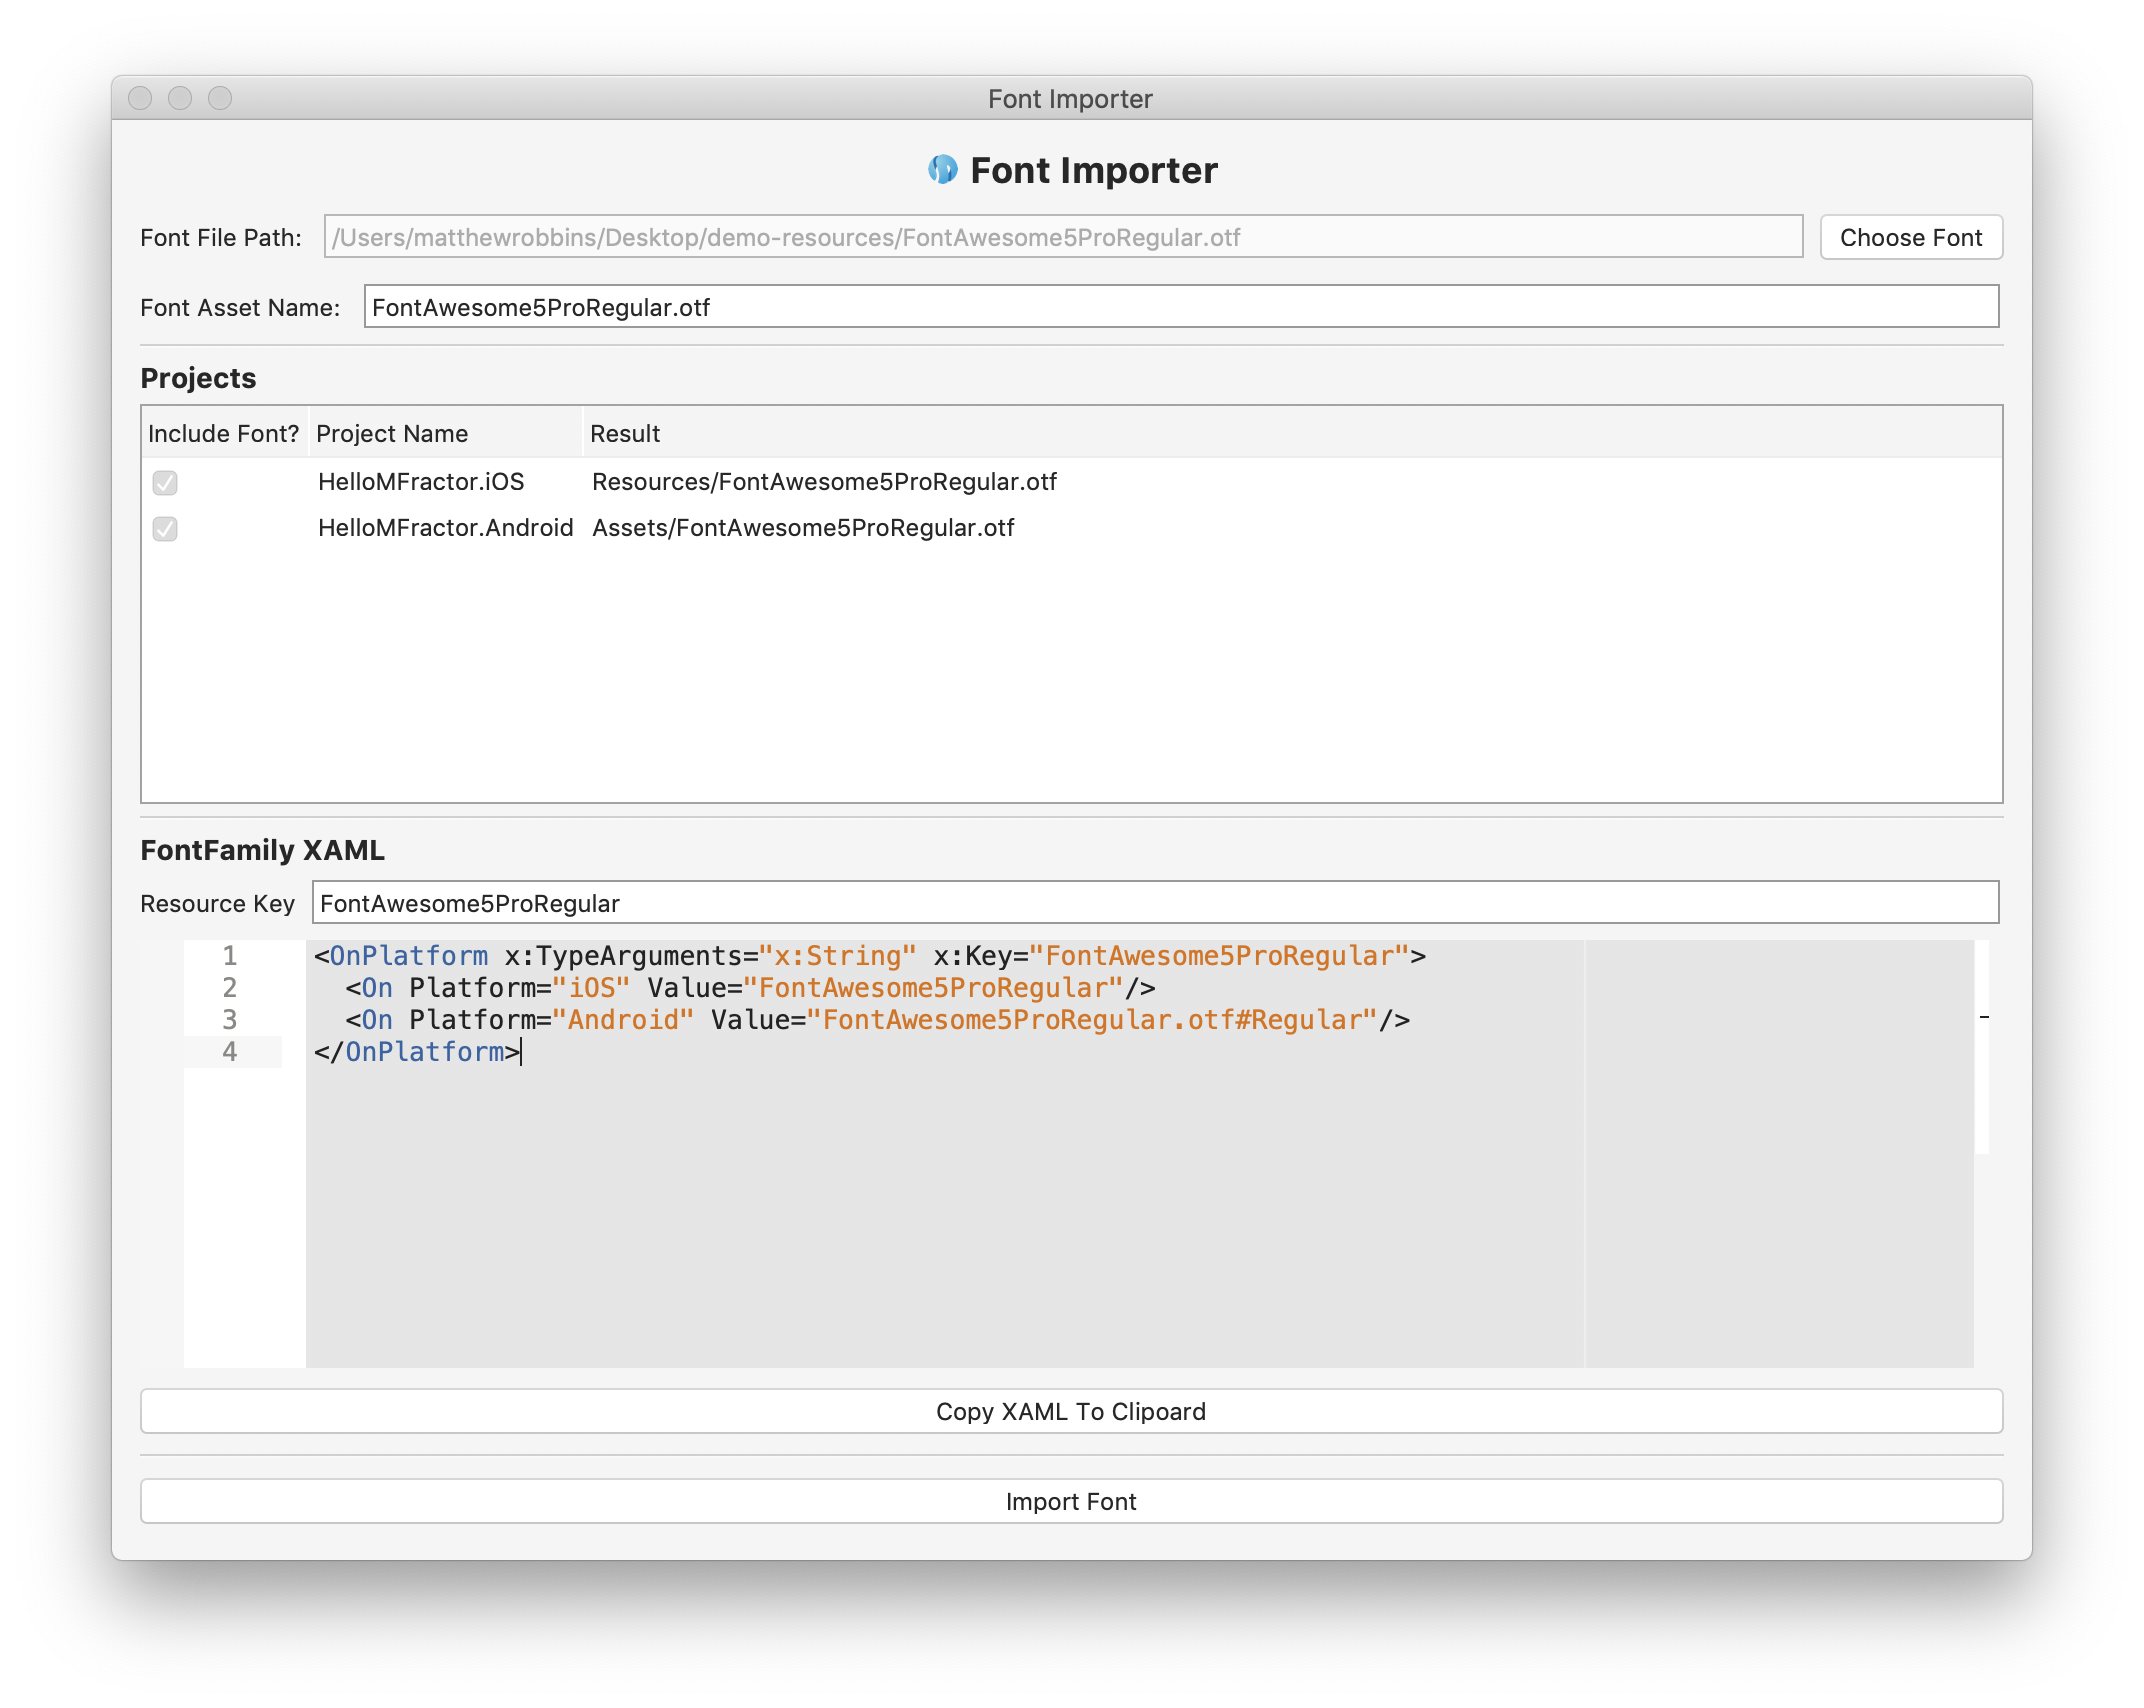 Font Importer
Font Importer
Font File Path: /Users/matthewrobbins/Desktop/demo-resources/FontAwesome5ProRegular.otf Choose Font
Font Asset Name: FontAwesome5ProRegular.otf
Projects
Include Font? Project Name Result
HelloMFractor.iOS Resources/FontAwesome5ProRegular.otf
HelloMFractor.Android Assets/FontAwesome5ProRegular.otf
FontFamily XAML
Resource Key FontAwesome5ProRegular
1 <OnPlatform x:TypeArguments="x:String" x:Key="FontAwesome5ProRegular">
2 <On Platform="iOS" Value="FontAwesome5ProRegular"/>
3 <On Platform="Android" Value="FontAwesome5ProRegular.otf#Regular"/>
4 </OnPlatform>
Copy XAML To Clipoard
Import Font